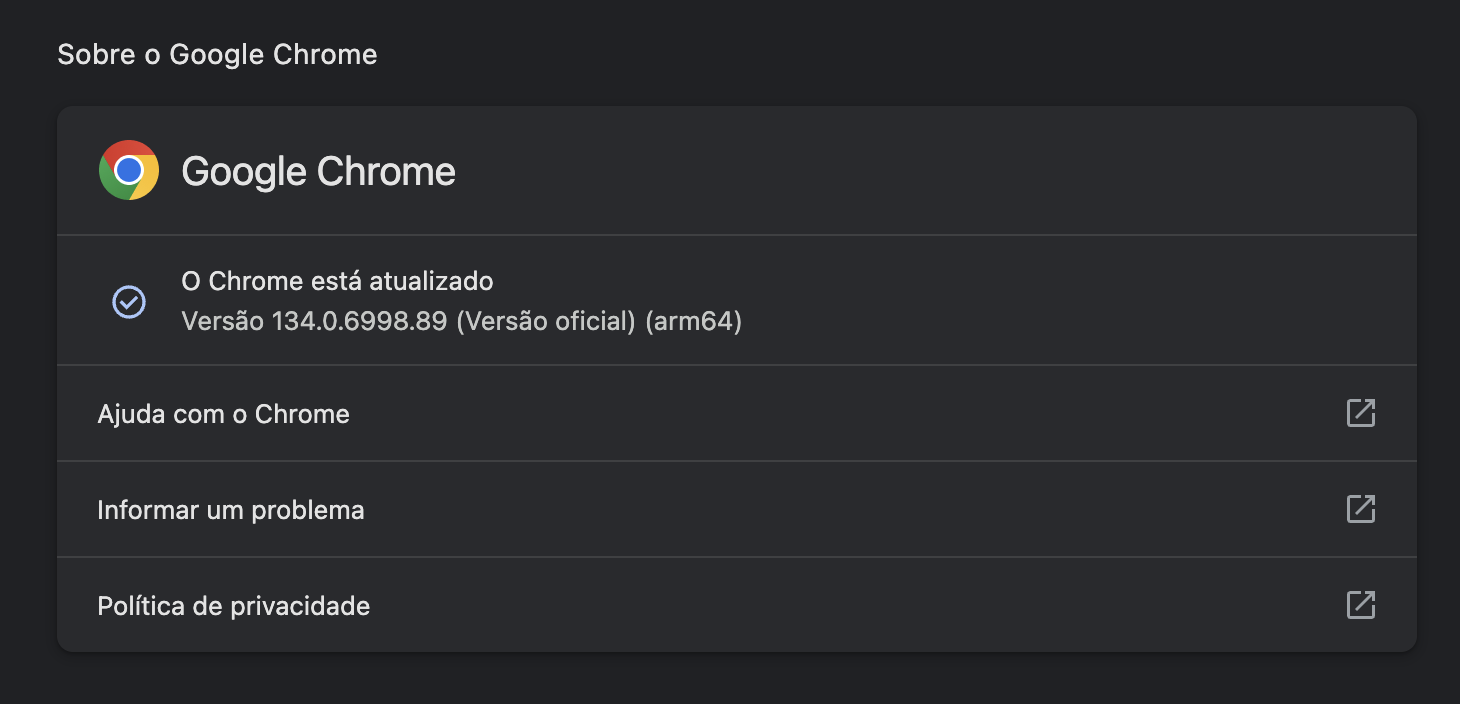 Sobre o Google Chrome
Google Chrome
O Chrome está atualizado
Versão 134.0.6998.89 (Versão oficial) (arm64)
Ajuda com o Chrome
Informar um problema
Política de privacidade